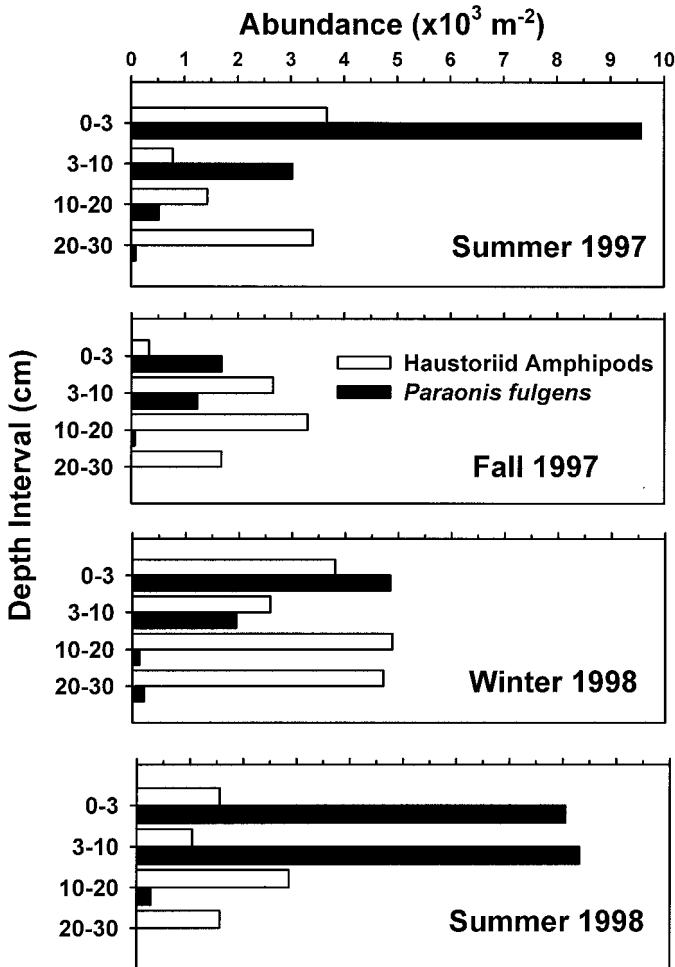 Abundance (x10³ m⁻²)
0 1 2 3 4 5 6 7 8 9 10
Depth Interval (cm)
0-3
3-10
10-20
20-30
Summer 1997
0-3
3-10
10-20
20-30
Haustoriid Amphipods
Paraonis fulgens
Fall 1997
0-3
3-10
10-20
20-30
Winter 1998
0-3
3-10
10-20
20-30
Summer 1998